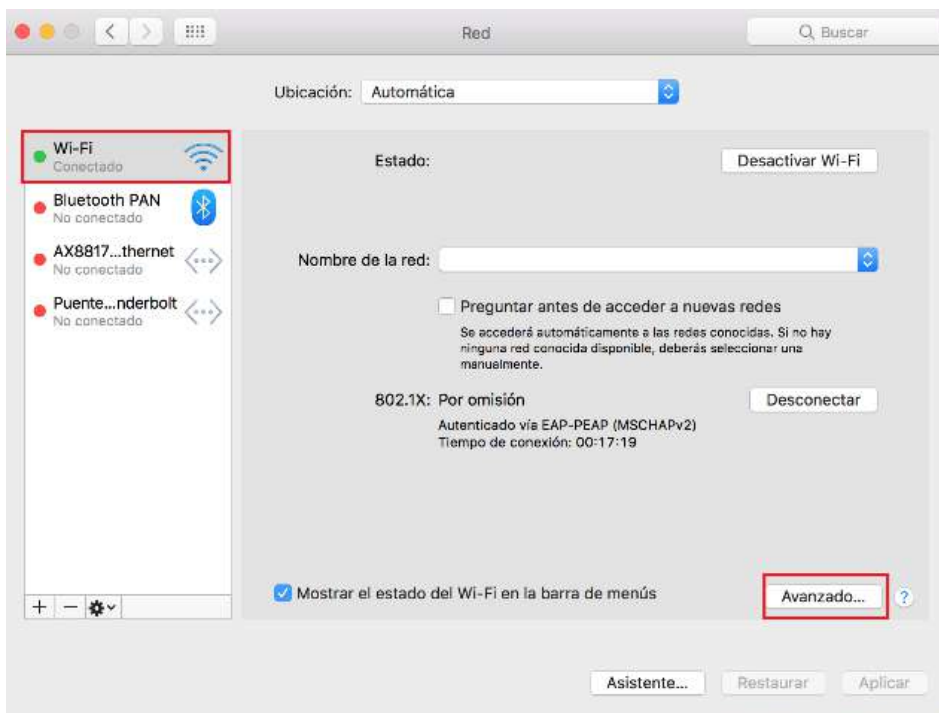 Red
Buscar
Ubicación: Automática
Wi-Fi
Conectado
Bluetooth PAN
No conectado
AX8817...thernet
No conectado
Puente...nderbolt
No conectado
Estado:
Desactivar Wi-Fi
Nombre de la red:
Preguntar antes de acceder a nuevas redes
Se accederá automáticamente a las redes conocidas. Si no hay
ninguna red conocida disponible, deberás seleccionar una
manualmente.
802.1X: Por omisión
Desconectar
Autenticado vía EAP-PEAP (MSCHAPv2)
Tiempo de conexión: 00:17:19
Mostrar el estado del Wi-Fi en la barra de menús
Avanzado...
?
Asistente...
Restaurar
Aplicar